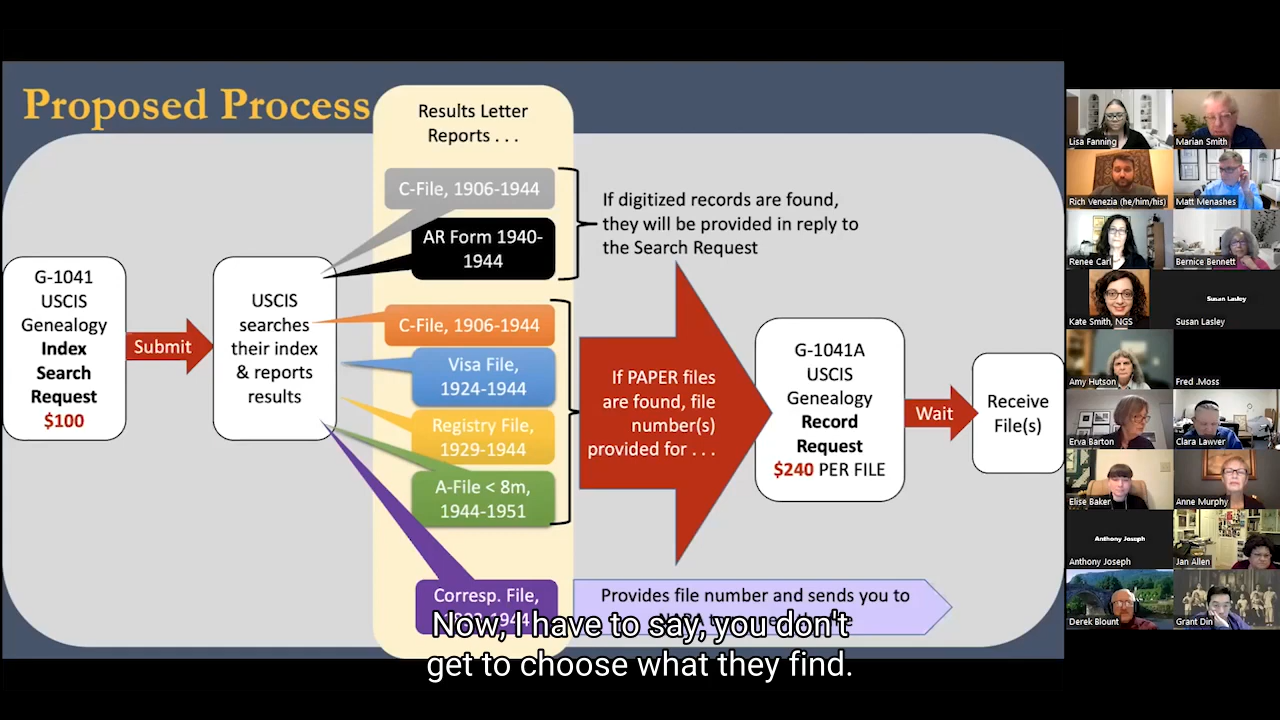 Proposed Process
Results Letter
Reports . . .
C-File, 1906-1944
AR Form 1940-
1944
If digitized records are found,
they will be provided in reply to
the Search Request
G-1041
USCIS
Genealogy
Index
Search
Request
$100
Submit
USCIS
searches
their index
& reports
results
C-File, 1906-1944
Visa File,
1924-1944
Registry File,
1929-1944
A-File < 8m,
1944-1951
If PAPER files
are found, file
number(s)
provided for . . .
G-1041A
USCIS
Genealogy
Record
Request
$240 PER FILE
Wait
Receive
File(s)
Corresp. File,
Provides file number and sends you to
Now, I have to say, you don't
get to choose what they find.
Lisa Fanning
Marian Smith
Rich Venezia (he/him/his)
Matt Menashes
Renee Carl
Bernice Bennett
Kate Smith, NGS
Susan Lasley
Susan Lasley
Amy Hutson
Fred .Moss
Erva Barton
Clara Lawver
Elise Baker
Anne Murphy
Anthony Joseph
Anthony Joseph
Jan Allen
Derek Blount
Grant Din